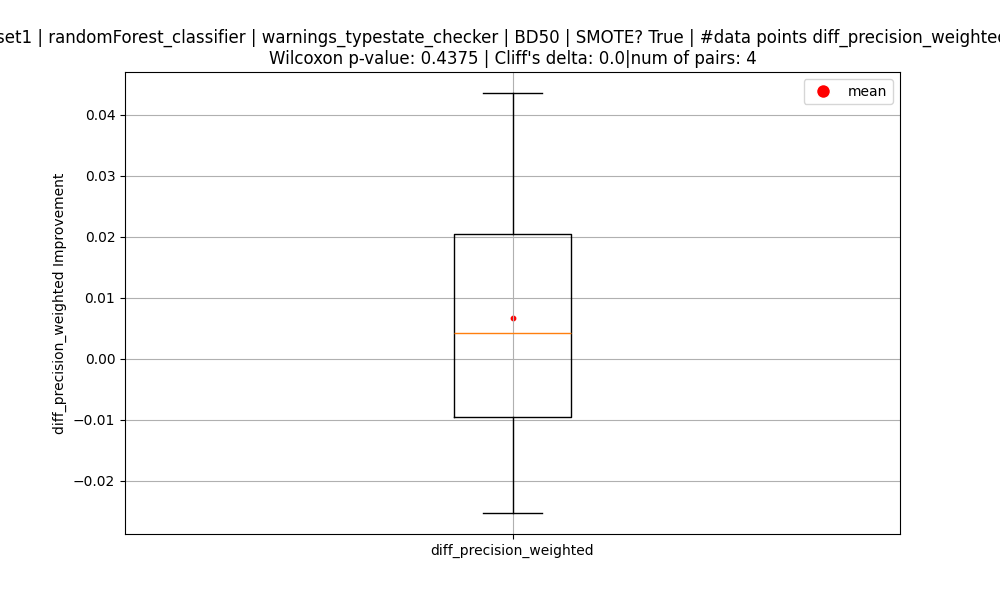 set1 | randomForest_classifier | warnings_typestate_checker | BD50 | SMOTE? True | #data points diff_precision_weighted
Wilcoxon p-value: 0.4375 | Cliff's delta: 0.0|num of pairs: 4
mean
0.04
0.03
0.02
0.01
0.00
−0.01
−0.02
diff_precision_weighted Improvement
diff_precision_weighted